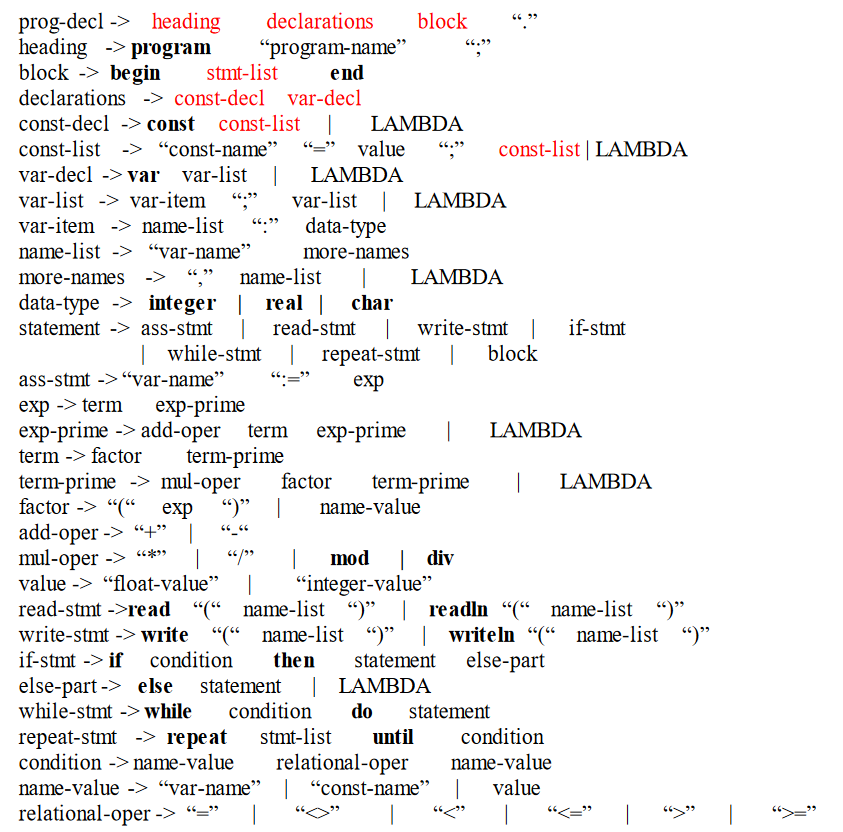 prog-decl -> heading declarations block “.”
heading -> program “program-name” “;”
block -> begin stmt-list end
declarations -> const-decl var-decl
const-decl -> const const-list | LAMBDA
const-list -> “const-name” “=” value “;” const-list | LAMBDA
var-decl -> var var-list | LAMBDA
var-list -> var-item “;” var-list | LAMBDA
var-item -> name-list “:” data-type
name-list -> “var-name” more-names
more-names -> “,” name-list | LAMBDA
data-type -> integer | real | char
statement -> ass-stmt | read-stmt | write-stmt | if-stmt
| while-stmt | repeat-stmt | block
ass-stmt -> “var-name” “:=” exp
exp -> term exp-prime
exp-prime -> add-oper term exp-prime | LAMBDA
term -> factor term-prime
term-prime -> mul-oper factor term-prime | LAMBDA
factor -> “(“ exp “)” | name-value
add-oper -> “+” | “-“
mul-oper -> “*” | “/” | mod | div
value -> “float-value” | “integer-value”
read-stmt ->read “(“ name-list “)” | readln “(“ name-list “)”
write-stmt -> write “(“ name-list “)” | writeln “(“ name-list “)”
if-stmt -> if condition then statement else-part
else-part -> else statement | LAMBDA
while-stmt -> while condition do statement
repeat-stmt -> repeat stmt-list until condition
condition -> name-value relational-oper name-value
name-value -> “var-name” | “const-name” | value
relational-oper -> “=” | “<>” | “<” | “<=” | “>” | “>=”